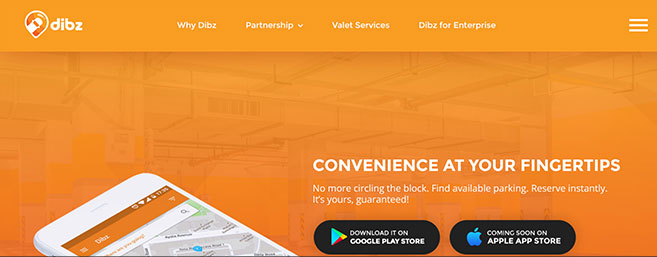 dibz
Why Dibz
Partnership
Valet Services
Dibz for Enterprise
CONVENIENCE AT YOUR FINGERTIPS
No more circling the block. Find available parking. Reserve instantly.
It's yours, guaranteed!
DOWNLOAD IT ON
GOOGLE PLAY STORE
COMING SOON ON
APPLE APP STORE
17:25
Dibz